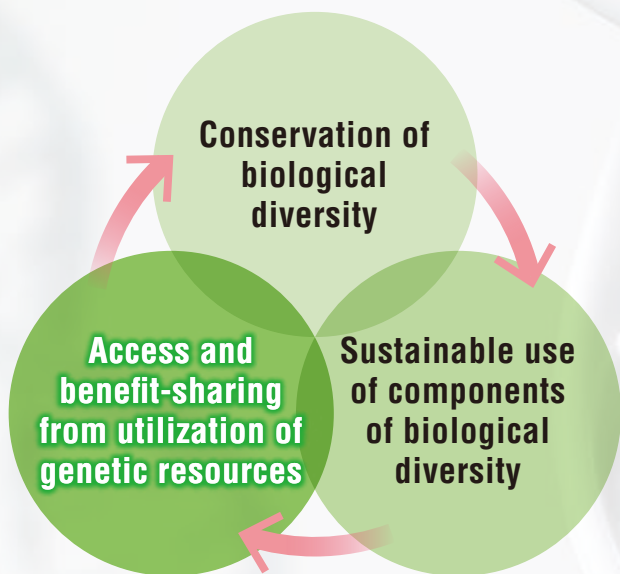 Conservation of
biological
diversity
Access and
benefit-sharing
from utilization of
genetic resources
Sustainable use
of components
of biological
diversity